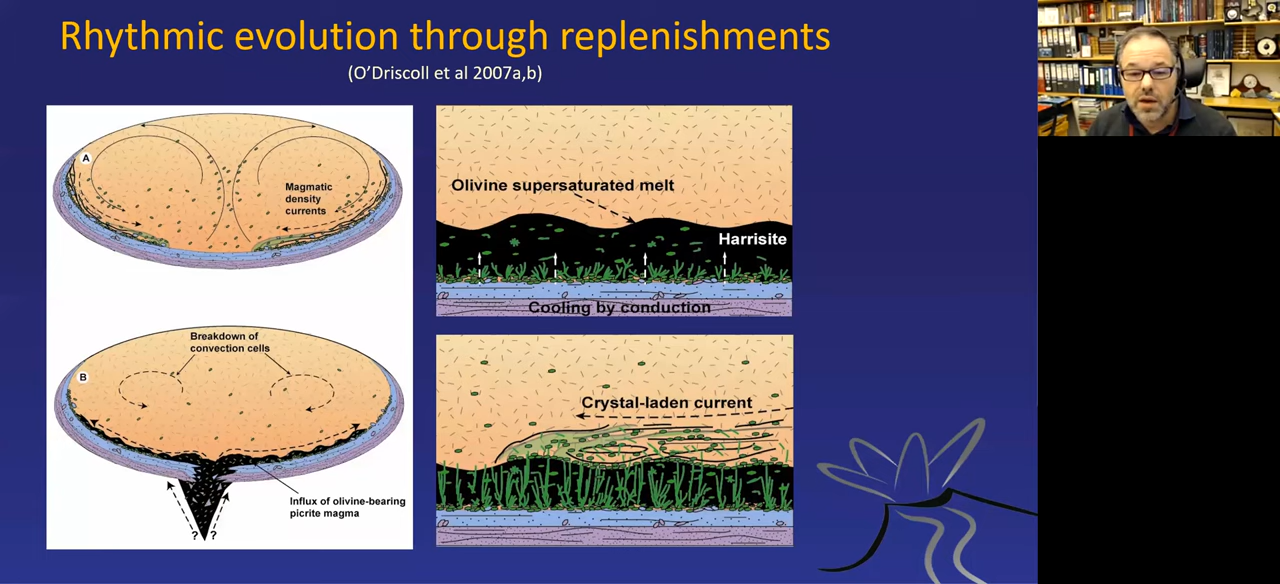 Rhythmic evolution through replenishments
(O'Driscoll et al 2007a,b)
A
Magmatic
density
currents
Breakdown of
convection cells
B
Influx of olivine-bearing
picrite magma
? ?
Olivine supersaturated melt
Harrisite
Cooling by conduction
Crystal-laden current